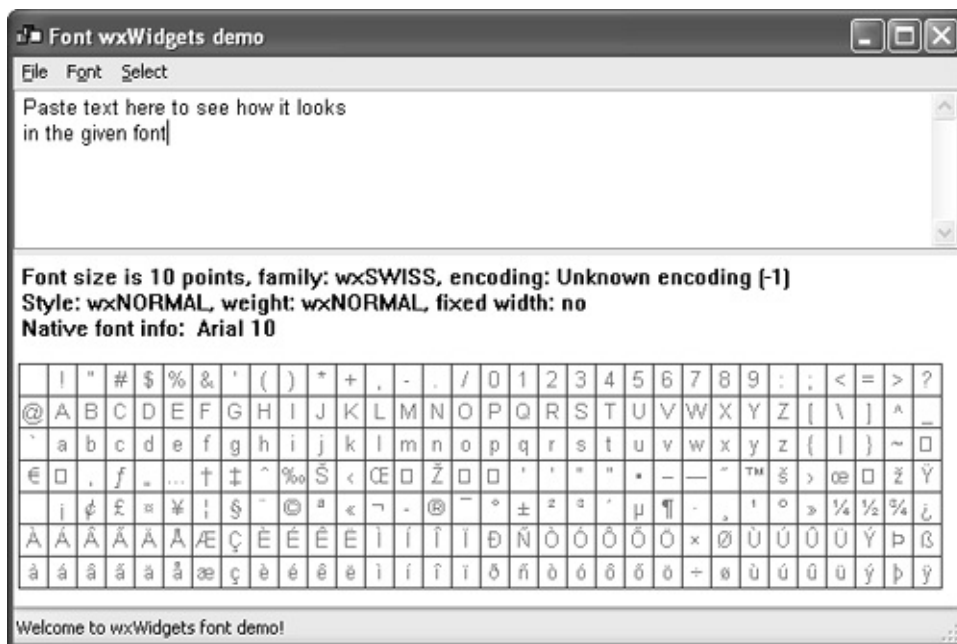 Font wxWidgets demo
File Font Select
Paste text here to see how it looks
in the given font
Font size is 10 points, family: wxSWISS, encoding: Unknown encoding (-1)
Style: wxNORMAL, weight: wxNORMAL, fixed width: no
Native font info: Arial 10
! " # $ % & ' ( ) * + , - . / 0 1 2 3 4 5 6 7 8 9 : ; < = > ?
@ A B C D E F G H I J K L M N O P Q R S T U V W X Y Z [ \ ] ^ _
` a b c d e f g h i j k l m n o p q r s t u v w x y z { | } ~ □
€ □ ‚ ƒ „ … † ‡ ˆ ‰ Š ‹ Œ □ Ž □ □ ‘ ’ “ ” • – — ˜ ™ š › œ □ ž Ÿ
¡ ¢ £ ¤ ¥ ¦ § ¨ © ª « ¬ - ® ¯ ° ± ² ³ ´ µ ¶ · ¸ ¹ º » ¼ ½ ¾ ¿
À Á Â Ã Ä Å Æ Ç È É Ê Ë Ì Í Î Ï Ð Ñ Ò Ó Ô Õ Ö × Ø Ù Ú Û Ü Ý Þ ß
à á â ã ä å æ ç è é ê ë ì í î ï ð ñ ò ó ô õ ö ÷ ø ù ú û ü ý þ ÿ
Welcome to wxWidgets font demo!